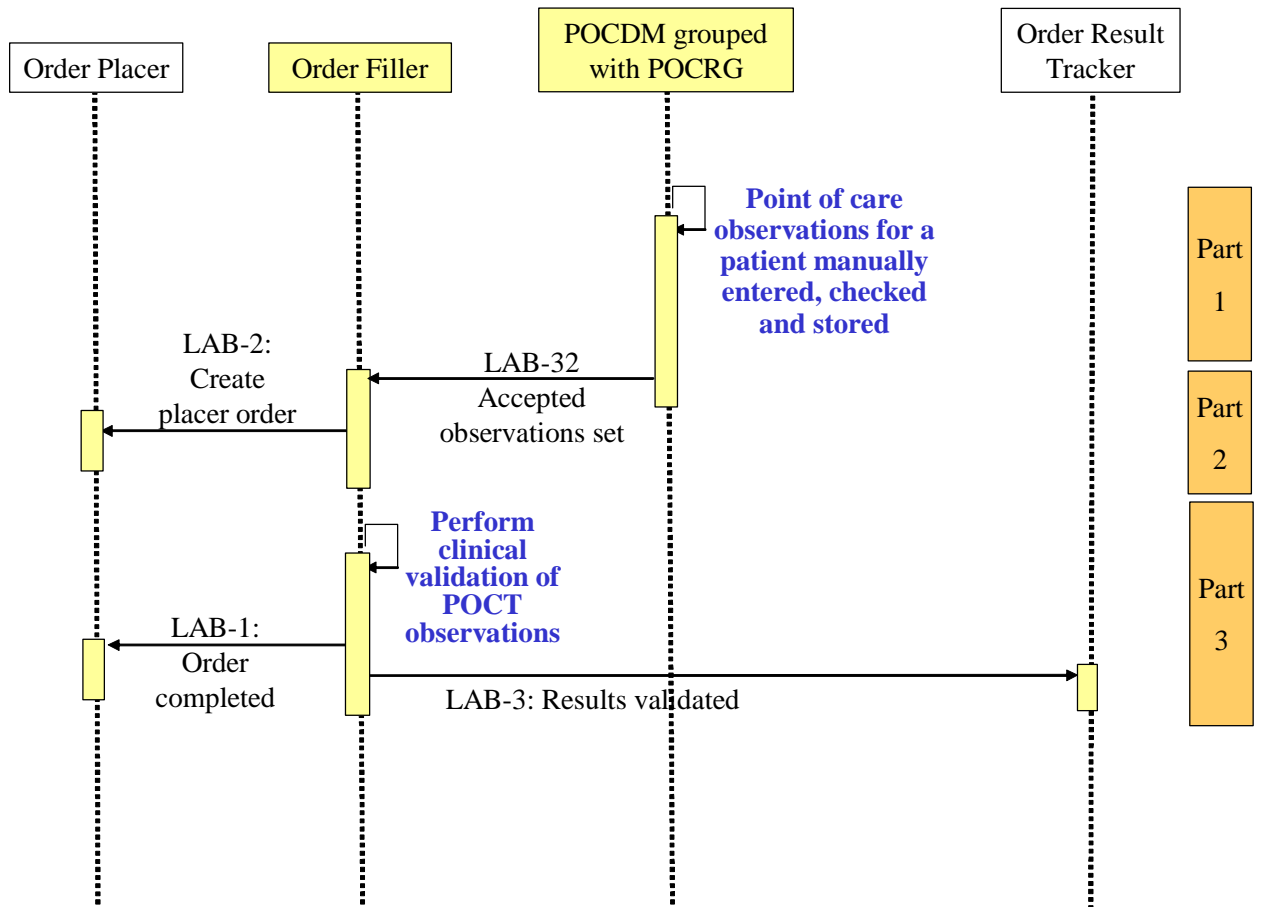 Order Placer
Order Filler
POCDM grouped
with POCRG
Order Result
Tracker
Point of care
observations for a
patient manually
entered, checked
and stored
Part
1
LAB-2:
Create
placer order
LAB-32
Accepted
observations set
Part
2
Perform
clinical
validation of
POCT
observations
Part
3
LAB-1:
Order
completed
LAB-3: Results validated